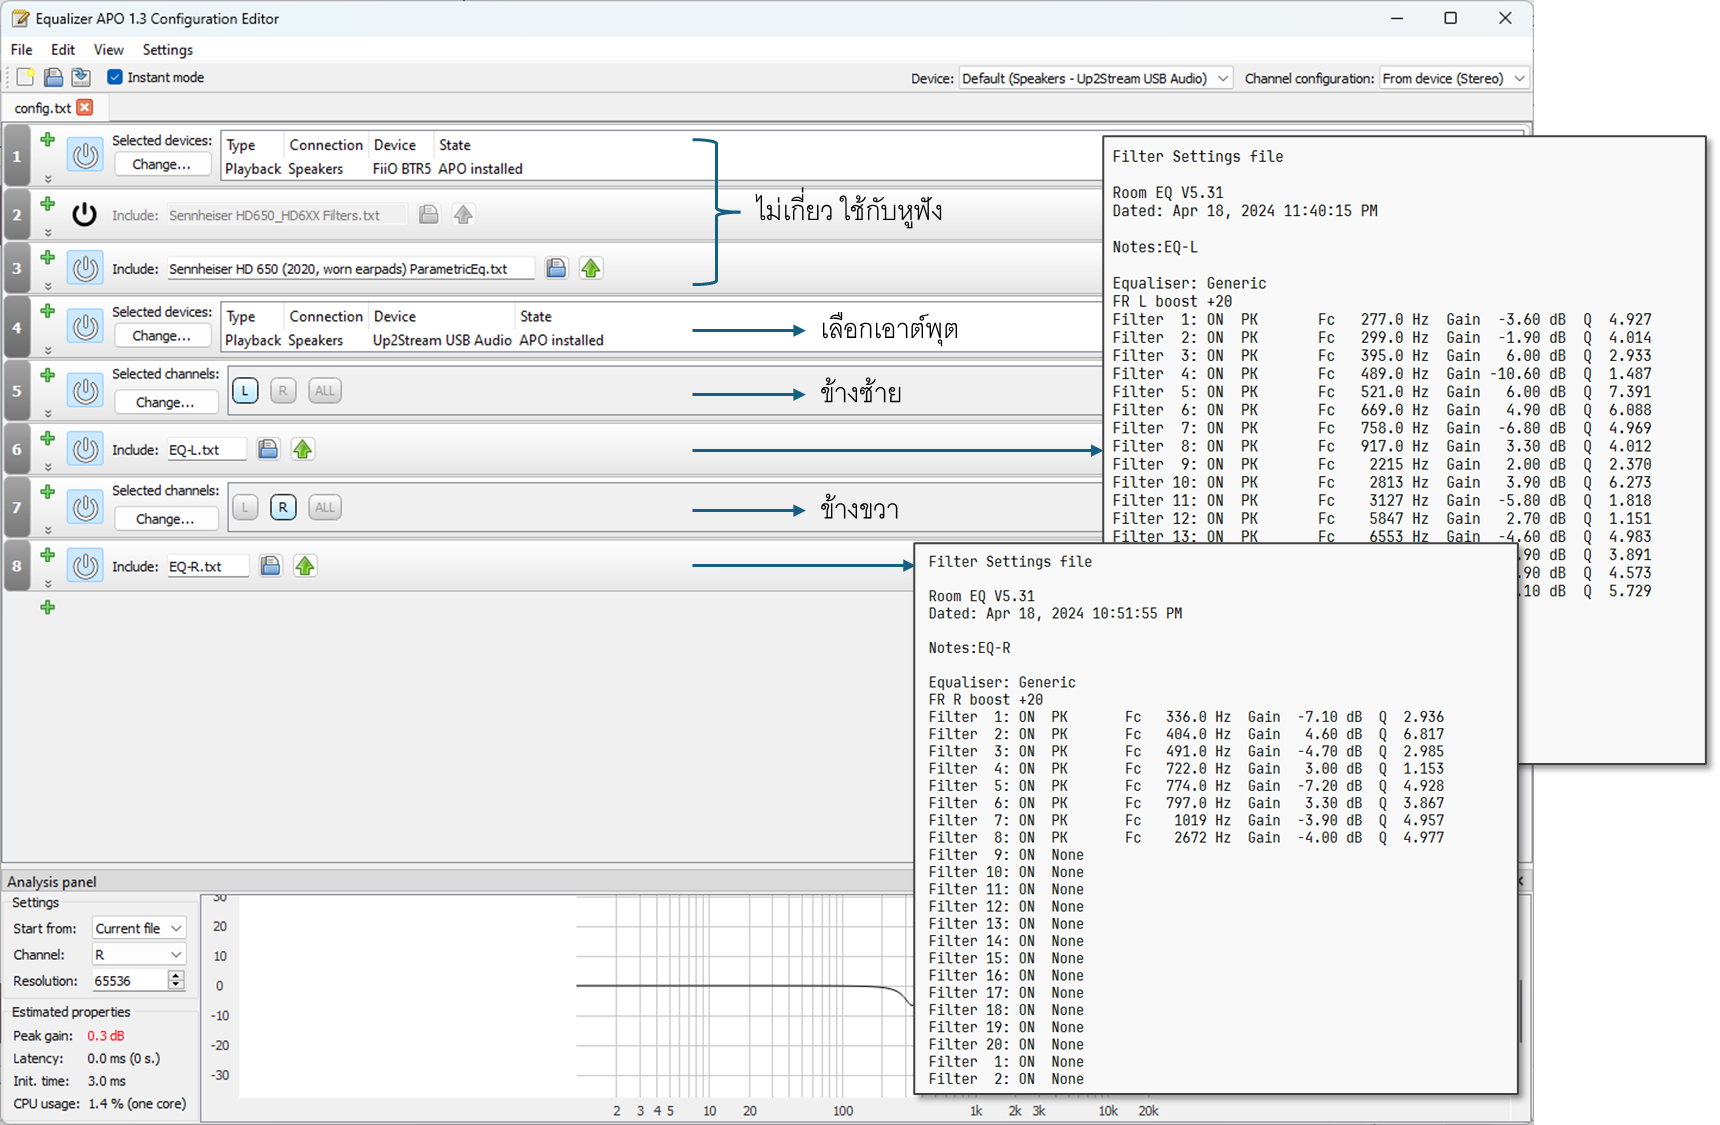 Equalizer APO 1.3 Configuration Editor
File Edit View Settings
Instant mode
Device: Default (Speakers - Up2Stream USB Audio) Channel configuration: From device (Stereo)
config.txt
1 Selected devices: Change...
Type Connection Device State
Playback Speakers FiiO BTR5 APO installed
2 Include: Sennheiser HD650_HD6XX Filters.txt
3 Include: Sennheiser HD 650 (2020, worn earpads) ParametricEq.txt
ไม่เกี่ยว ใช้กับหูฟัง
4 Selected devices: Change...
Type Connection Device State
Playback Speakers Up2Stream USB Audio APO installed
เลือกเอาต์พุต
5 Selected channels: Change... L R ALL
ข้างซ้าย
6 Include: EQ-L.txt
7 Selected channels: Change... L R ALL
ข้างขวา
8 Include: EQ-R.txt
Filter Settings file
Room EQ V5.31
Dated: Apr 18, 2024 11:40:15 PM
Notes:EQ-L
Equaliser: Generic
FR L boost +20
Filter 1: ON PK Fc 277.0 Hz Gain -3.60 dB Q 4.927
Filter 2: ON PK Fc 299.0 Hz Gain -1.90 dB Q 4.014
Filter 3: ON PK Fc 395.0 Hz Gain 6.00 dB Q 2.933
Filter 4: ON PK Fc 489.0 Hz Gain -10.60 dB Q 1.487
Filter 5: ON PK Fc 521.0 Hz Gain 6.00 dB Q 7.391
Filter 6: ON PK Fc 669.0 Hz Gain 4.90 dB Q 6.088
Filter 7: ON PK Fc 758.0 Hz Gain -6.80 dB Q 4.969
Filter 8: ON PK Fc 917.0 Hz Gain 3.30 dB Q 4.012
Filter 9: ON PK Fc 2215 Hz Gain 2.00 dB Q 2.370
Filter 10: ON PK Fc 2813 Hz Gain 3.90 dB Q 6.273
Filter 11: ON PK Fc 3127 Hz Gain -5.80 dB Q 1.818
Filter 12: ON PK Fc 5847 Hz Gain 2.70 dB Q 1.151
Filter 13: ON PK Fc 6553 Hz Gain -4.60 dB Q 4.983
.90 dB Q 3.891
.90 dB Q 4.573
.10 dB Q 5.729
Filter Settings file
Room EQ V5.31
Dated: Apr 18, 2024 10:51:55 PM
Notes:EQ-R
Equaliser: Generic
FR R boost +20
Filter 1: ON PK Fc 336.0 Hz Gain -7.10 dB Q 2.936
Filter 2: ON PK Fc 404.0 Hz Gain 4.60 dB Q 6.817
Filter 3: ON PK Fc 491.0 Hz Gain -4.70 dB Q 2.985
Filter 4: ON PK Fc 722.0 Hz Gain 3.00 dB Q 1.153
Filter 5: ON PK Fc 774.0 Hz Gain -7.20 dB Q 4.928
Filter 6: ON PK Fc 797.0 Hz Gain 3.30 dB Q 3.867
Filter 7: ON PK Fc 1019 Hz Gain -3.90 dB Q 4.957
Filter 8: ON PK Fc 2672 Hz Gain -4.00 dB Q 4.977
Filter 9: ON None
Filter 10: ON None
Filter 11: ON None
Filter 12: ON None
Filter 13: ON None
Filter 14: ON None
Filter 15: ON None
Filter 16: ON None
Filter 17: ON None
Filter 18: ON None
Filter 19: ON None
Filter 20: ON None
Filter 1: ON None
Filter 2: ON None
Analysis panel
Settings
Start from: Current file
Channel: R
Resolution: 65536
Estimated properties
Peak gain: 0.3 dB
Latency: 0.0 ms (0 s.)
Init. time: 3.0 ms
CPU usage: 1.4 % (one core)
30
20
10
0
-10
-20
-30
2 3 4 5 10 20 100 1k 2k 3k 10k 20k